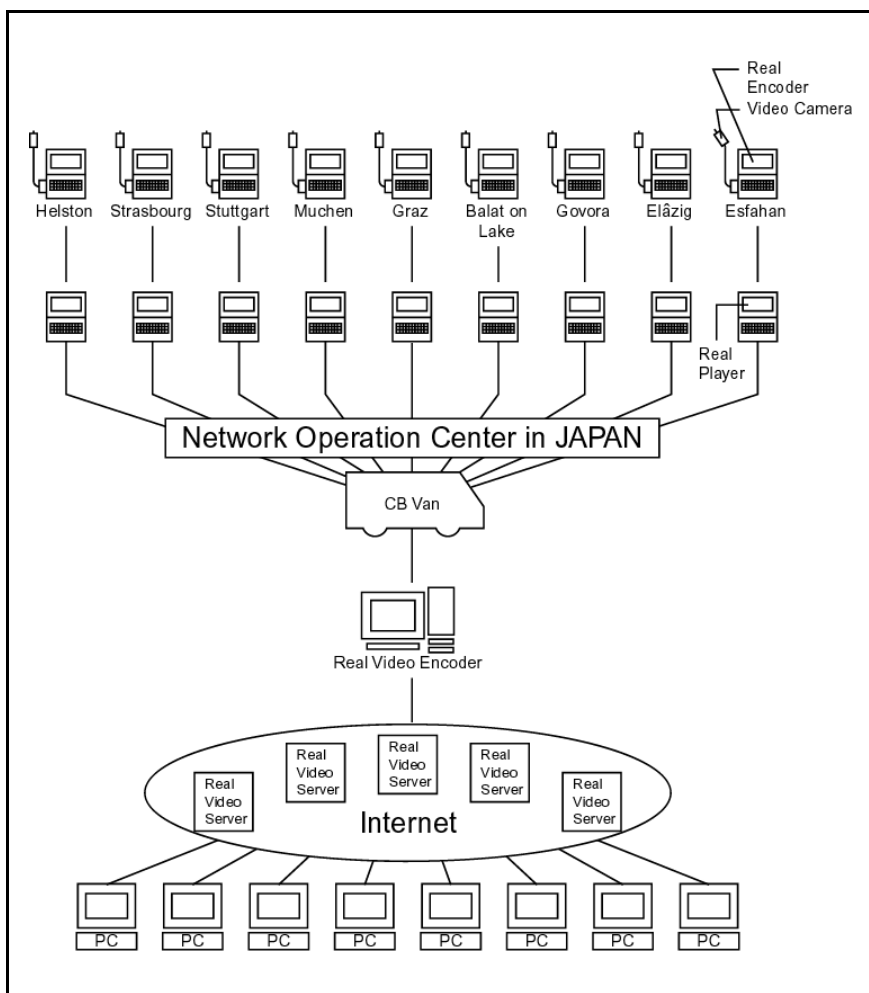 Real
Encoder
Video Camera
Helston
Strasbourg
Stuttgart
Muchen
Graz
Balat on
Lake
Govora
Elâzig
Esfahan
Real
Player
Network Operation Center in JAPAN
CB Van
Real Video Encoder
Real
Video
Server
Real
Video
Server
Real
Video
Server
Real
Video
Server
Real
Video
Server
Internet
PC
PC
PC
PC
PC
PC
PC
PC